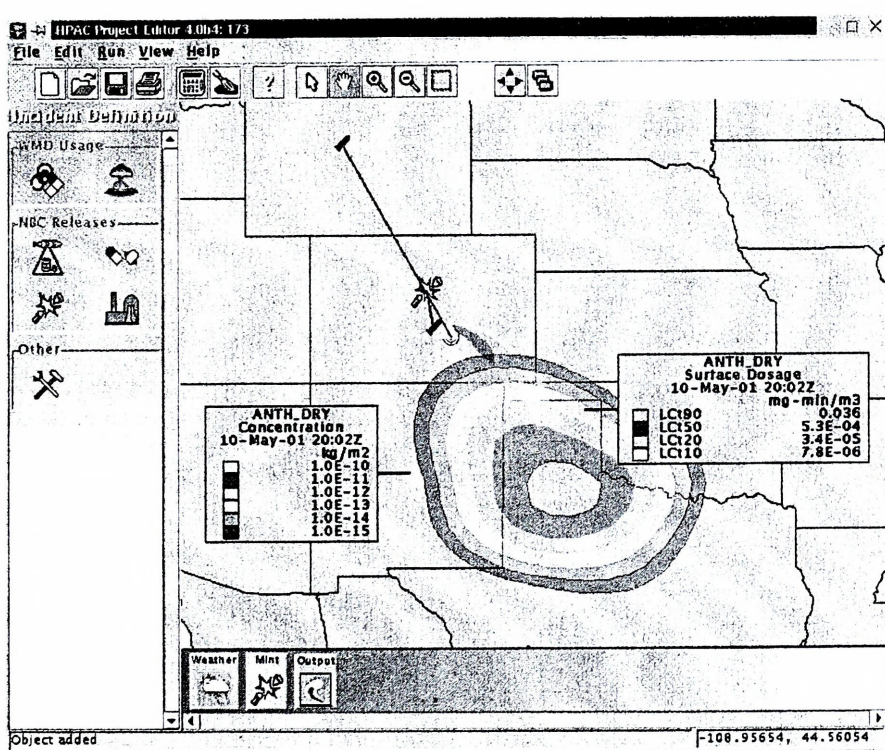 HPAC Project Editor 4.0b4: 173
File Edit Run View Help
Incident Definition
WMD Usage
NBC Releases
Other
ANTH_DRY
Surface Dosage
10-May-01 20:02Z
mg-min/m3
LCt90 0.036
LCt50 5.3E-04
LCt20 3.4E-05
LCt10 7.8E-06
ANTH_DRY
Concentration
10-May-01 20:02Z
kg/m2
1.0E-10
1.0E-11
1.0E-12
1.0E-13
1.0E-14
1.0E-15
Weather Mint Output
Object added
-108.95654, 44.56054